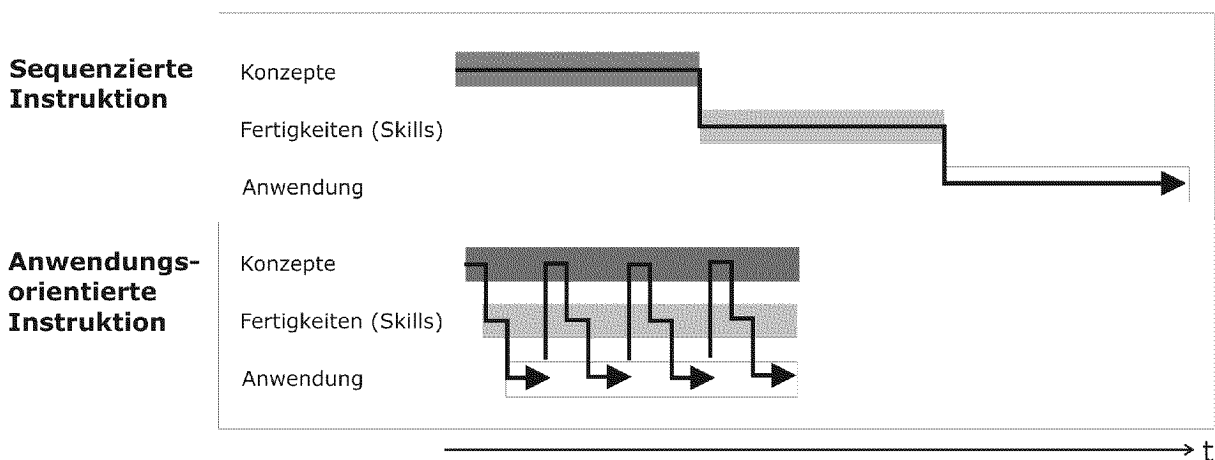 Sequenzierte
Instruktion
Konzepte
Fertigkeiten (Skills)
Anwendung
Anwendungs-
orientierte
Instruktion
Konzepte
Fertigkeiten (Skills)
Anwendung
t